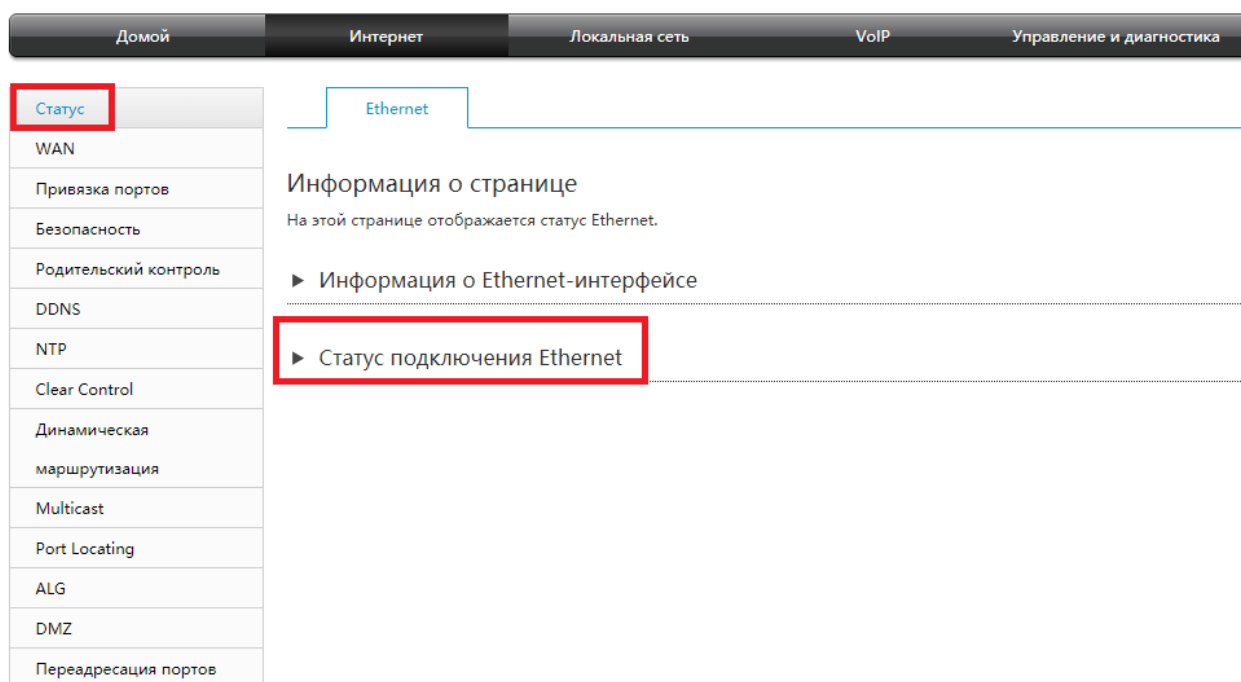 Домой Интернет Локальная сеть VoIP Управление и диагностика
Статус
WAN
Привязка портов
Безопасность
Родительский контроль
DDNS
NTP
Clear Control
Динамическая
маршрутизация
Multicast
Port Locating
ALG
DMZ
Переадресация портов
Ethernet
Информация о странице
На этой странице отображается статус Ethernet.
Информация о Ethernet-интерфейсе
Статус подключения Ethernet